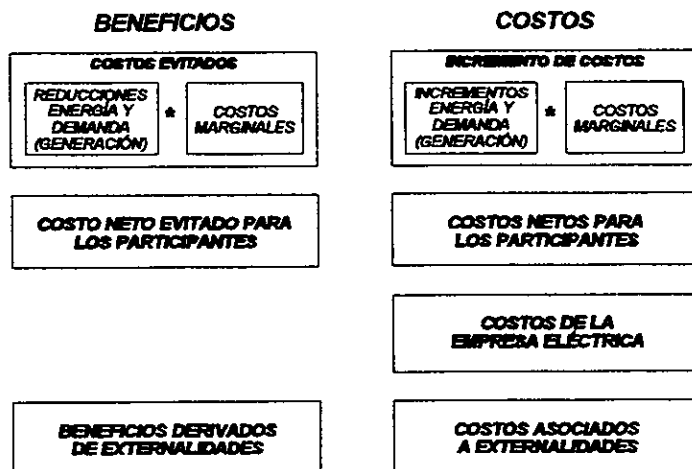 BENEFICIOS
COSTOS EVITADOS
REDUCCIONES
ENERGÍA Y
DEMANDA
(GENERACIÓN)
*
COSTOS
MARGINALES
COSTO NETO EVITADO PARA
LOS PARTICIPANTES
BENEFICIOS DERIVADOS
DE EXTERNALIDADES
COSTOS
INCREMENTO DE COSTOS
INCREMENTOS
ENERGÍA Y
DEMANDA
(GENERACIÓN)
*
COSTOS
MARGINALES
COSTOS NETOS PARA
LOS PARTICIPANTES
COSTOS DE LA
EMPRESA ELÉCTRICA
COSTOS ASOCIADOS
A EXTERNALIDADES